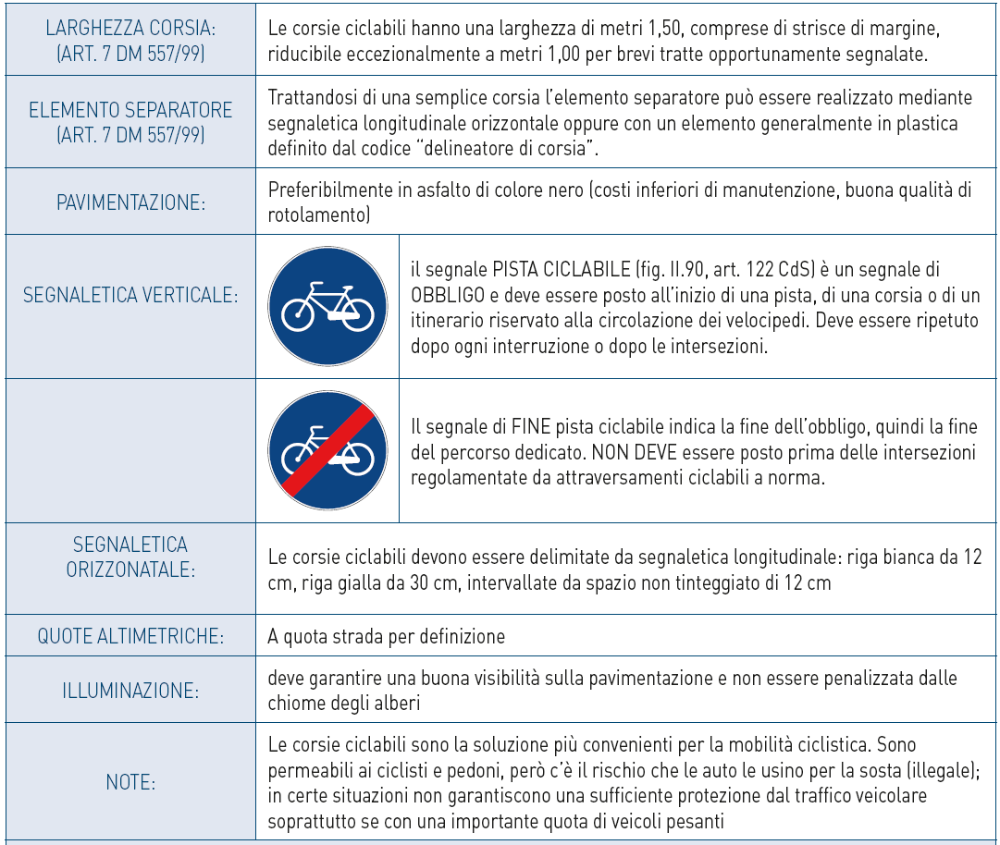 LARGHEZZA CORSIA:
(ART. 7 DM 557/99)
Le corsie ciclabili hanno una larghezza di metri 1,50, comprese di strisce di margine,
riducibile eccezionalmente a metri 1,00 per brevi tratte opportunamente segnalate.
ELEMENTO SEPARATORE
(ART. 7 DM 557/99)
Trattandosi di una semplice corsia l'elemento separatore può essere realizzato mediante
segnaletica longitudinale orizzontale oppure con un elemento generalmente in plastica
definito dal codice “delineatore di corsia”.
PAVIMENTAZIONE:
Preferibilmente in asfalto di colore nero (costi inferiori di manutenzione, buona qualità di
rotolamento)
SEGNALETICA VERTICALE:
il segnale PISTA CICLABILE (fig. II.90, art. 122 CdS) è un segnale di
OBBLIGO e deve essere posto all'inizio di una pista, di una corsia o di un
itinerario riservato alla circolazione dei velocipedi. Deve essere ripetuto
dopo ogni interruzione o dopo le intersezioni.
Il segnale di FINE pista ciclabile indica la fine dell'obbligo, quindi la fine
del percorso dedicato. NON DEVE essere posto prima delle intersezioni
regolamentate da attraversamenti ciclabili a norma.
SEGNALETICA
ORIZZONATALE:
Le corsie ciclabili devono essere delimitate da segnaletica longitudinale: riga bianca da 12
cm, riga gialla da 30 cm, intervallate da spazio non tinteggiato di 12 cm
QUOTE ALTIMETRICHE:
A quota strada per definizione
ILLUMINAZIONE:
deve garantire una buona visibilità sulla pavimentazione e non essere penalizzata dalle
chiome degli alberi
NOTE:
Le corsie ciclabili sono la soluzione più convenienti per la mobilità ciclistica. Sono
permeabili ai ciclisti e pedoni, però c'è il rischio che le auto le usino per la sosta (illegale);
in certe situazioni non garantiscono una sufficiente protezione dal traffico veicolare
soprattutto se con una importante quota di veicoli pesanti